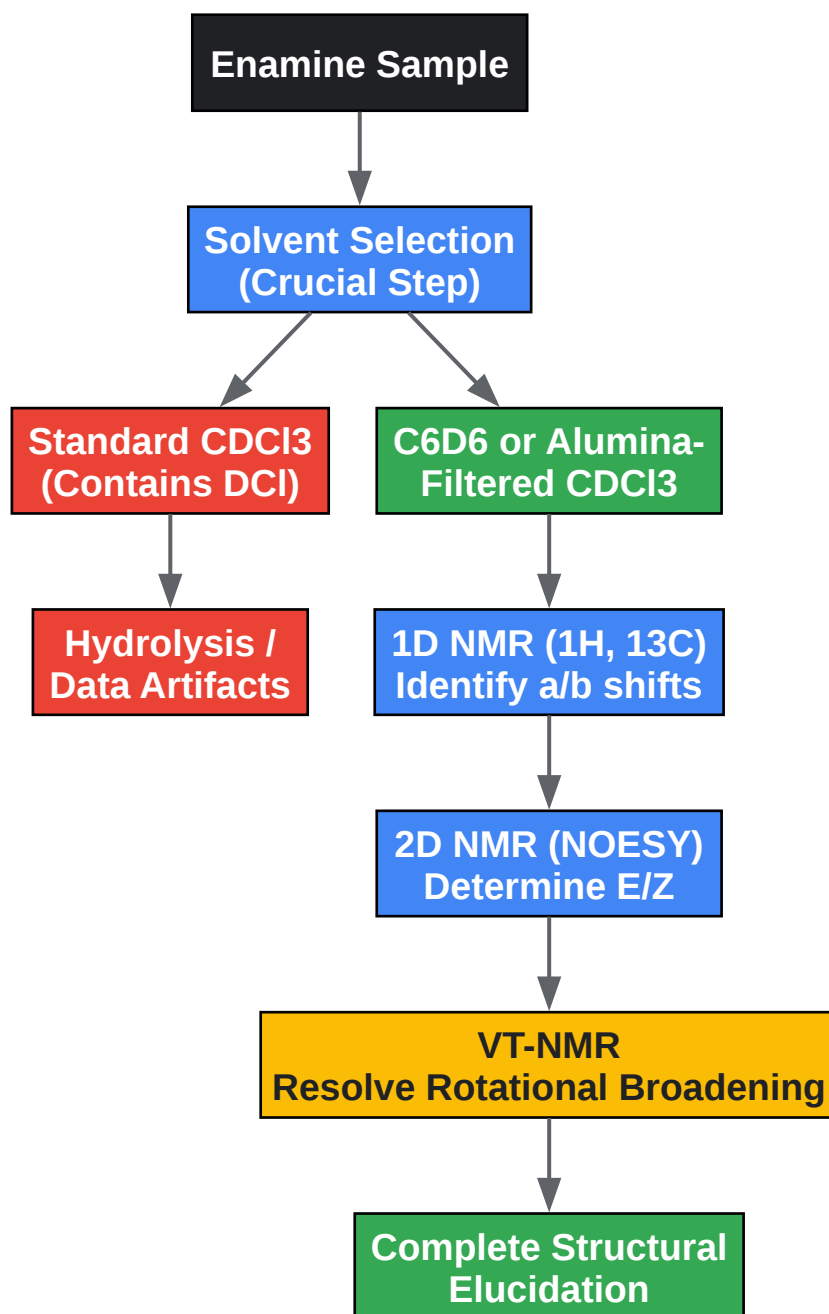 Enamine Sample
Solvent Selection
(Crucial Step)
Standard CDCl3
(Contains DCl)
C6D6 or Alumina-
Filtered CDCl3
Hydrolysis /
Data Artifacts
1D NMR (1H, 13C)
Identify a/b shifts
2D NMR (NOESY)
Determine E/Z
VT-NMR
Resolve Rotational Broadening
Complete Structural
Elucidation